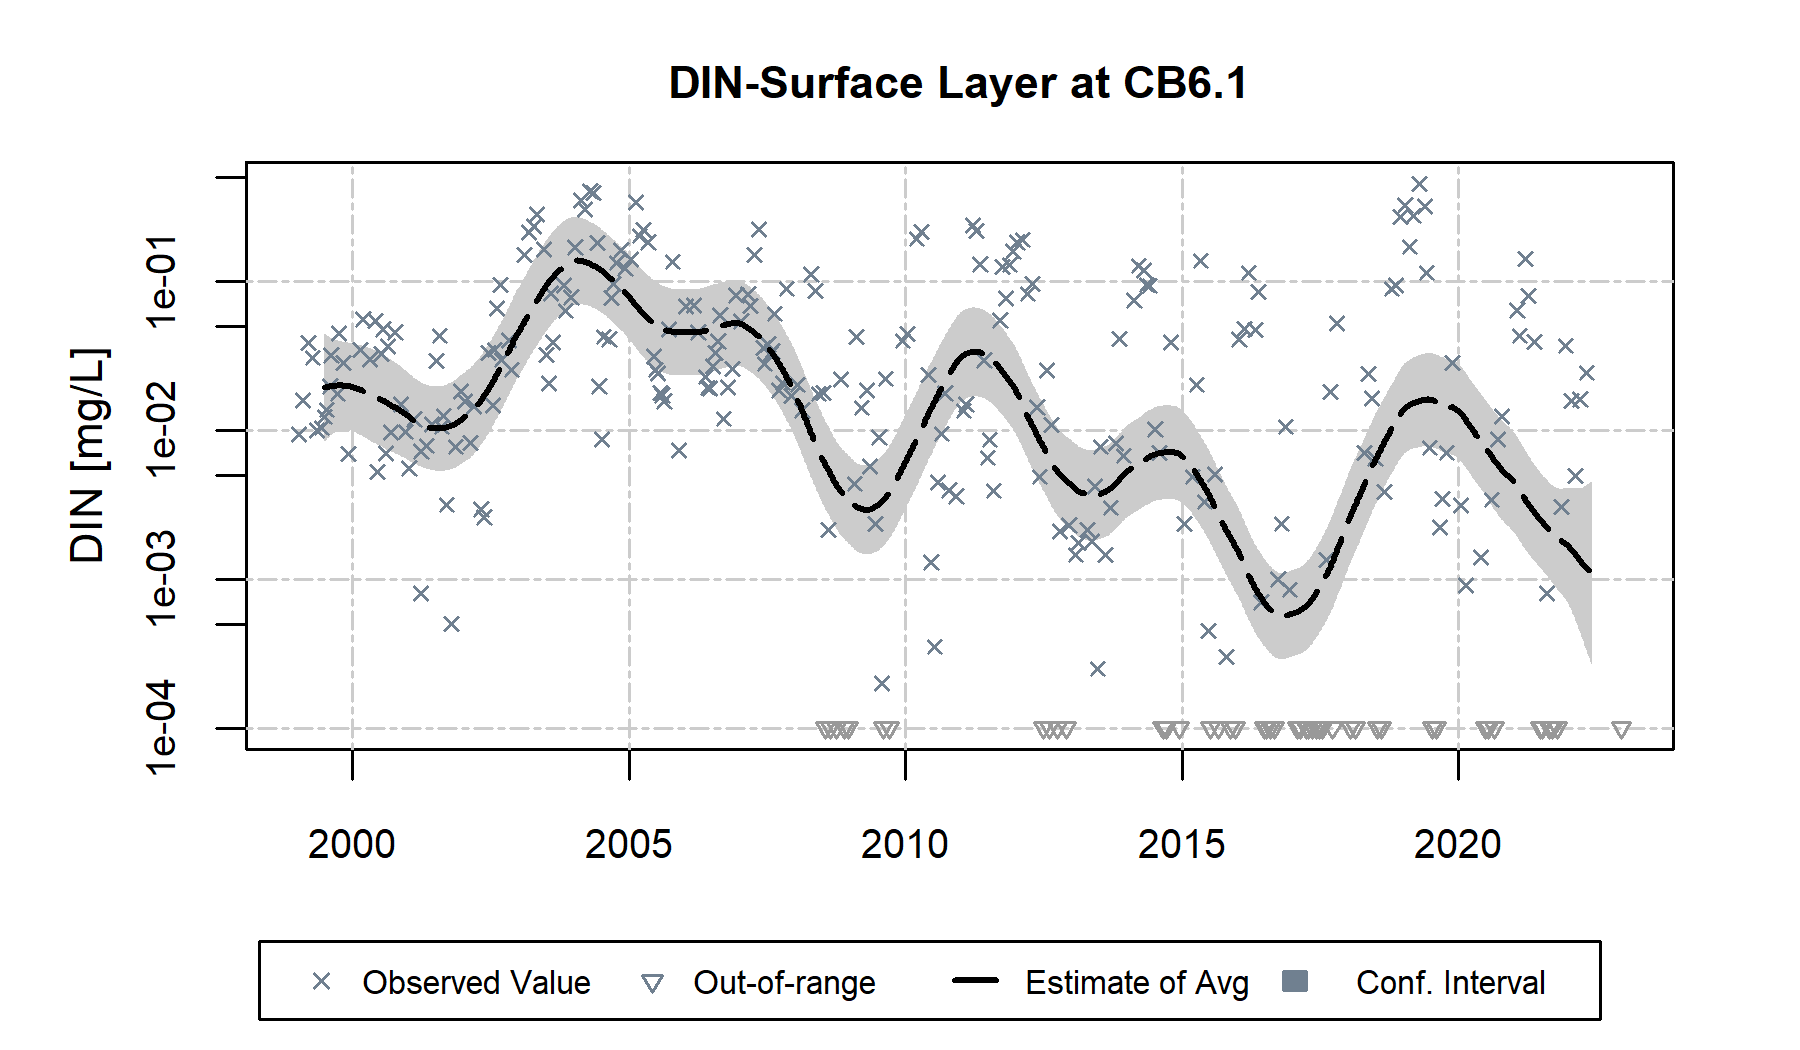 DIN-Surface Layer at CB6.1
DIN [mg/L]
1e-01
1e-02
1e-03
1e-04
2000 2005 2010 2015 2020
Observed Value Out-of-range Estimate of Avg Conf. Interval